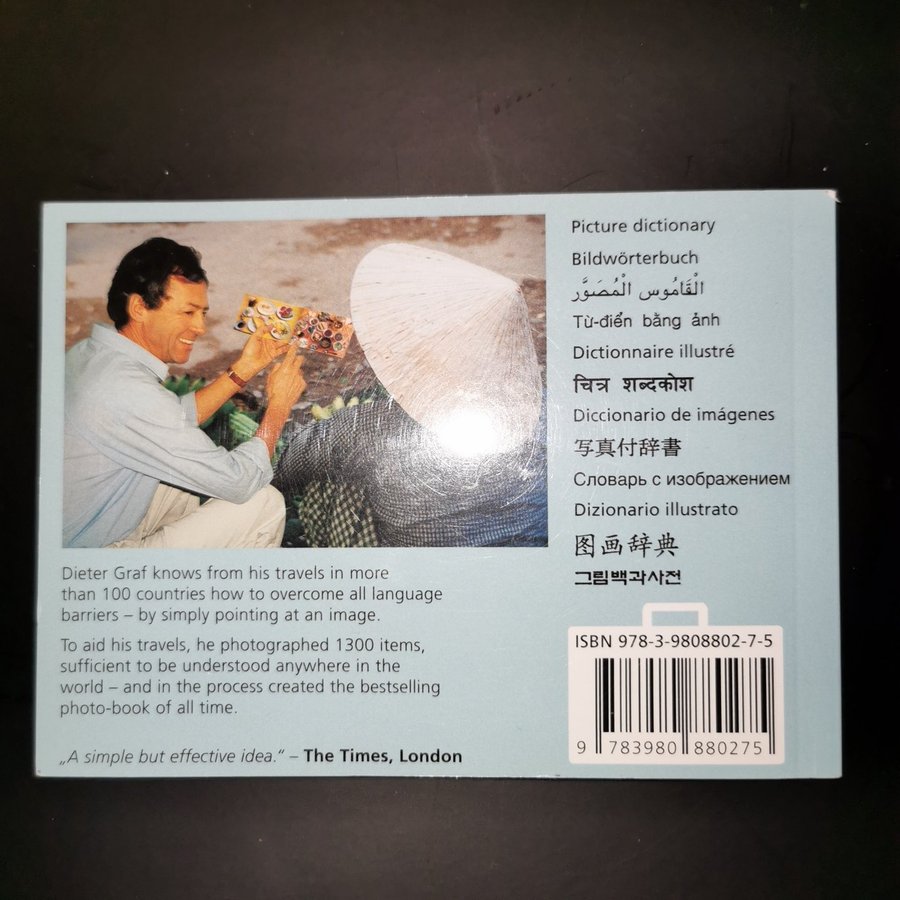 Picture dictionary
Bildwörterbuch
الْقَامُوس الْمُصَوَّر
Từ-điển bằng ảnh
Dictionnaire illustré
चित्र शब्दकोश
Diccionario de imágenes
写真付辞書
Словарь с изображением
Dizionario illustrato
图画辞典
그림백과사전
Dieter Graf knows from his travels in more
than 100 countries how to overcome all language
barriers – by simply pointing at an image.
To aid his travels, he photographed 1300 items,
sufficient to be understood anywhere in the
world – and in the process created the bestselling
photo-book of all time.
„A simple but effective idea.“ – The Times, London
ISBN 978-3-9808802-7-5
9 783980 880275